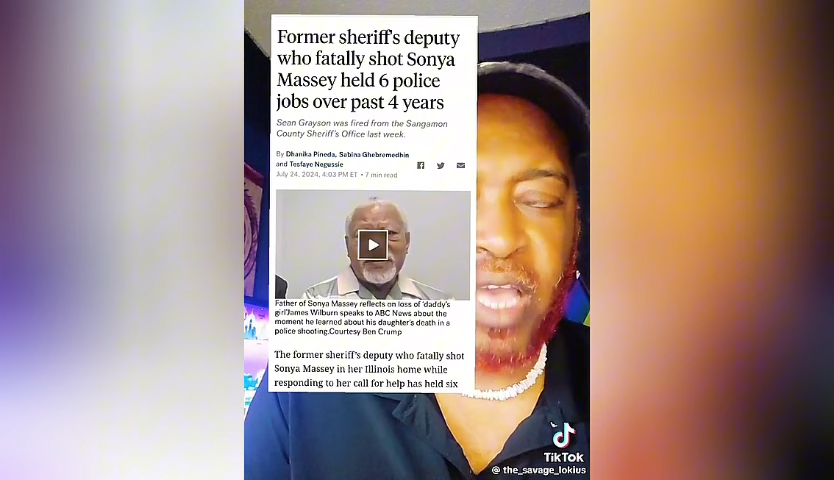 Former sheriff's deputy
who fatally shot Sonya
Massey held 6 police
jobs over past 4 years
Sean Grayson was fired from the Sangamon
County Sheriff's Office last week.
By Dhanika Pineda, Sabina Ghebremedhin
and Tesfaye Negussie
July 24, 2024, 4:03 PM ET • 7 min read
Father of Sonya Massey reflects on loss of 'daddy's
girl'James Wilburn speaks to ABC News about the
moment he learned about his daughter's death in a
police shooting.Courtesy Ben Crump
The former sheriff's deputy who fatally shot
Sonya Massey in her Illinois home while
responding to her call for help has held six
TikTok
@the_savage_lokius